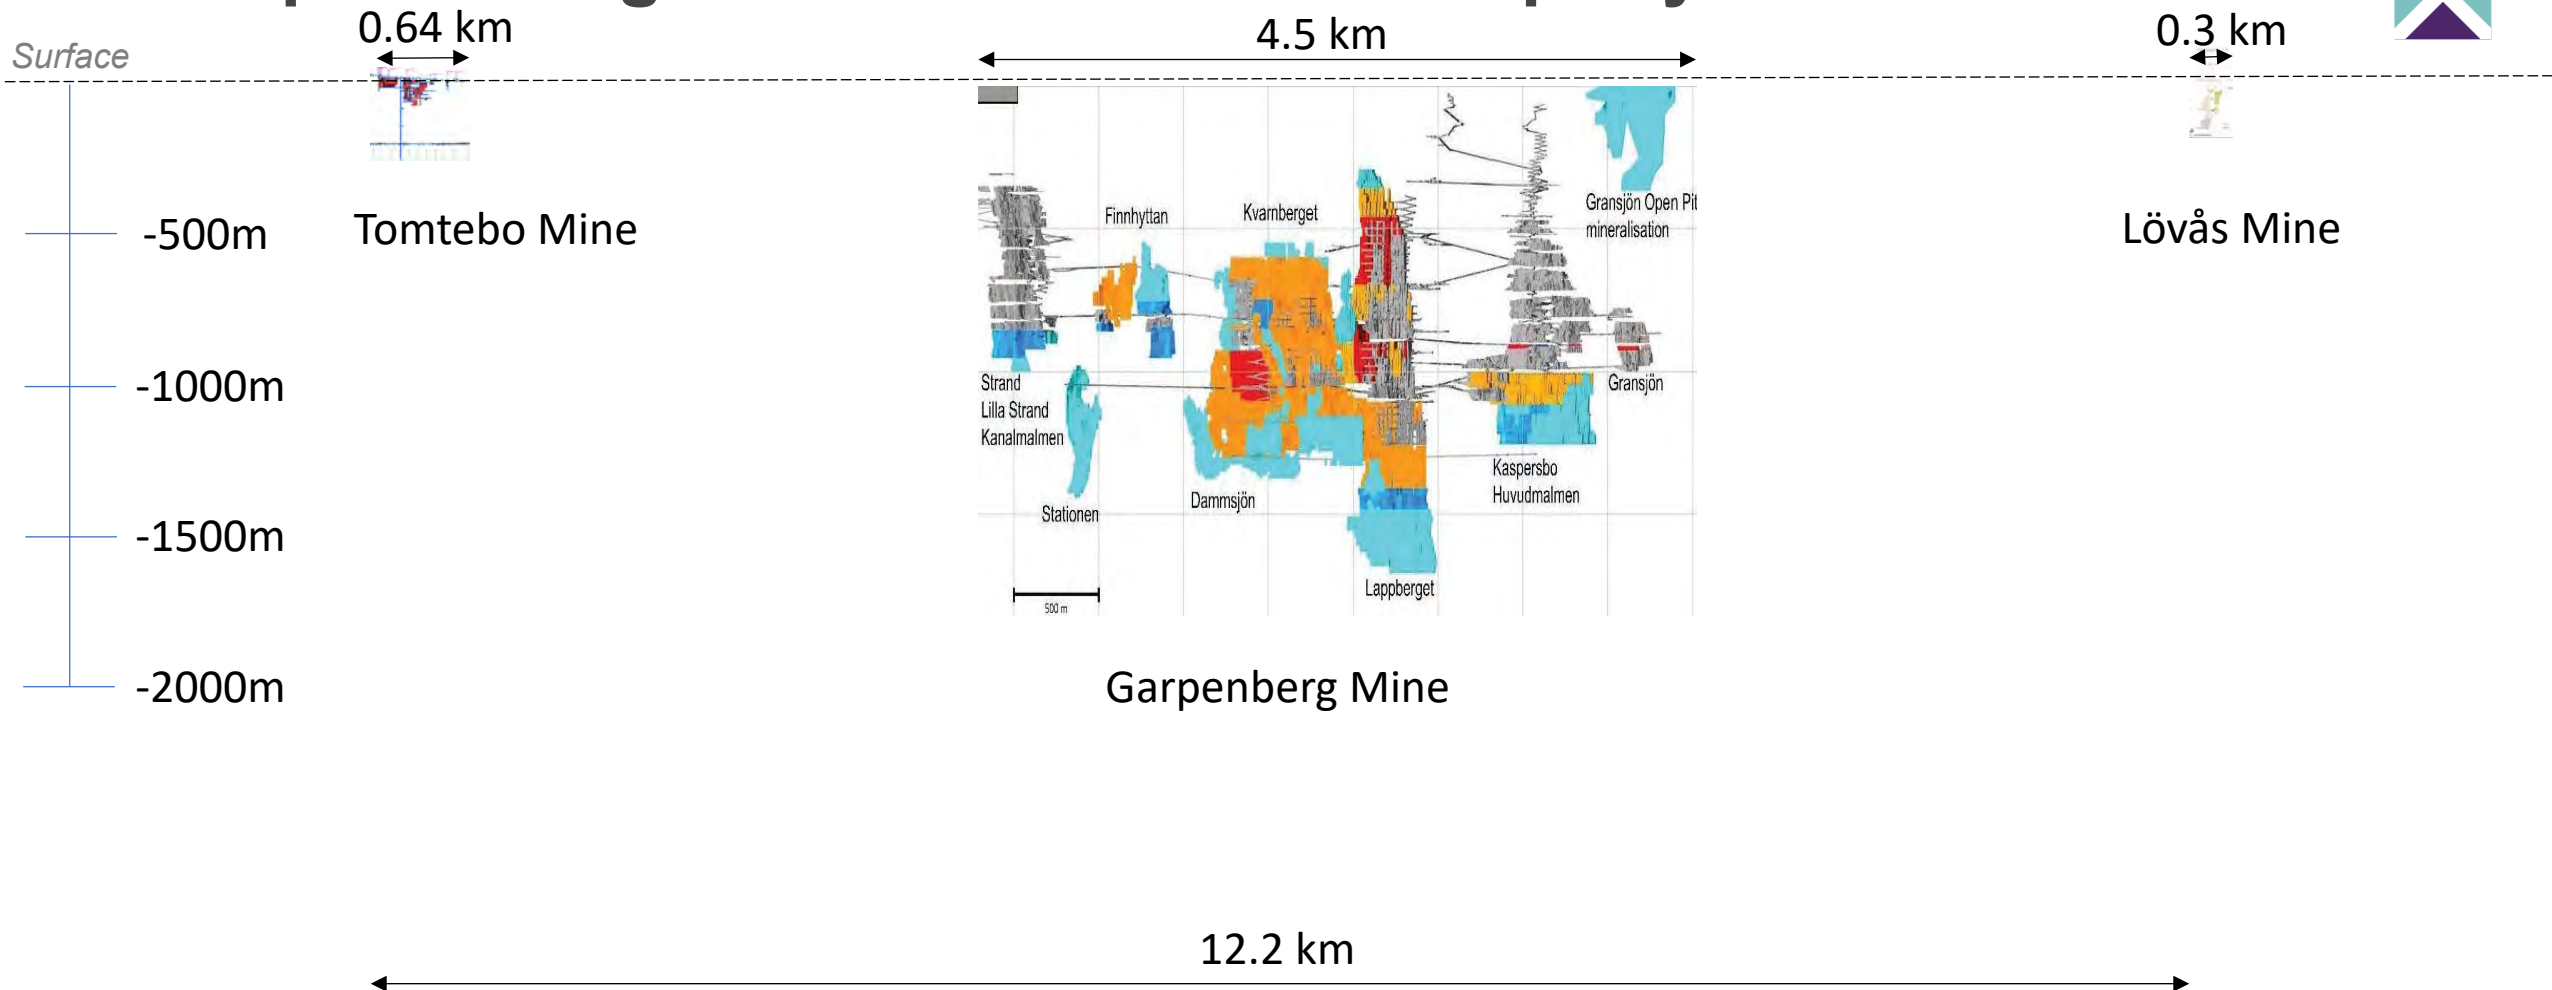 0.64 km
4.5 km
0.3 km
Surface
-500m
-1000m
-1500m
-2000m
Tomtebo Mine
Lövås Mine
Finnhyttan
Kvarnberget
Gransjön Open Pit
mineralisation
Strand
Lilla Strand
Kanalmalmen
Gransjön
Stationen
Dammsjön
Kaspersbo
Huvudmalmen
Lappberget
500 m
Garpenberg Mine
12.2 km